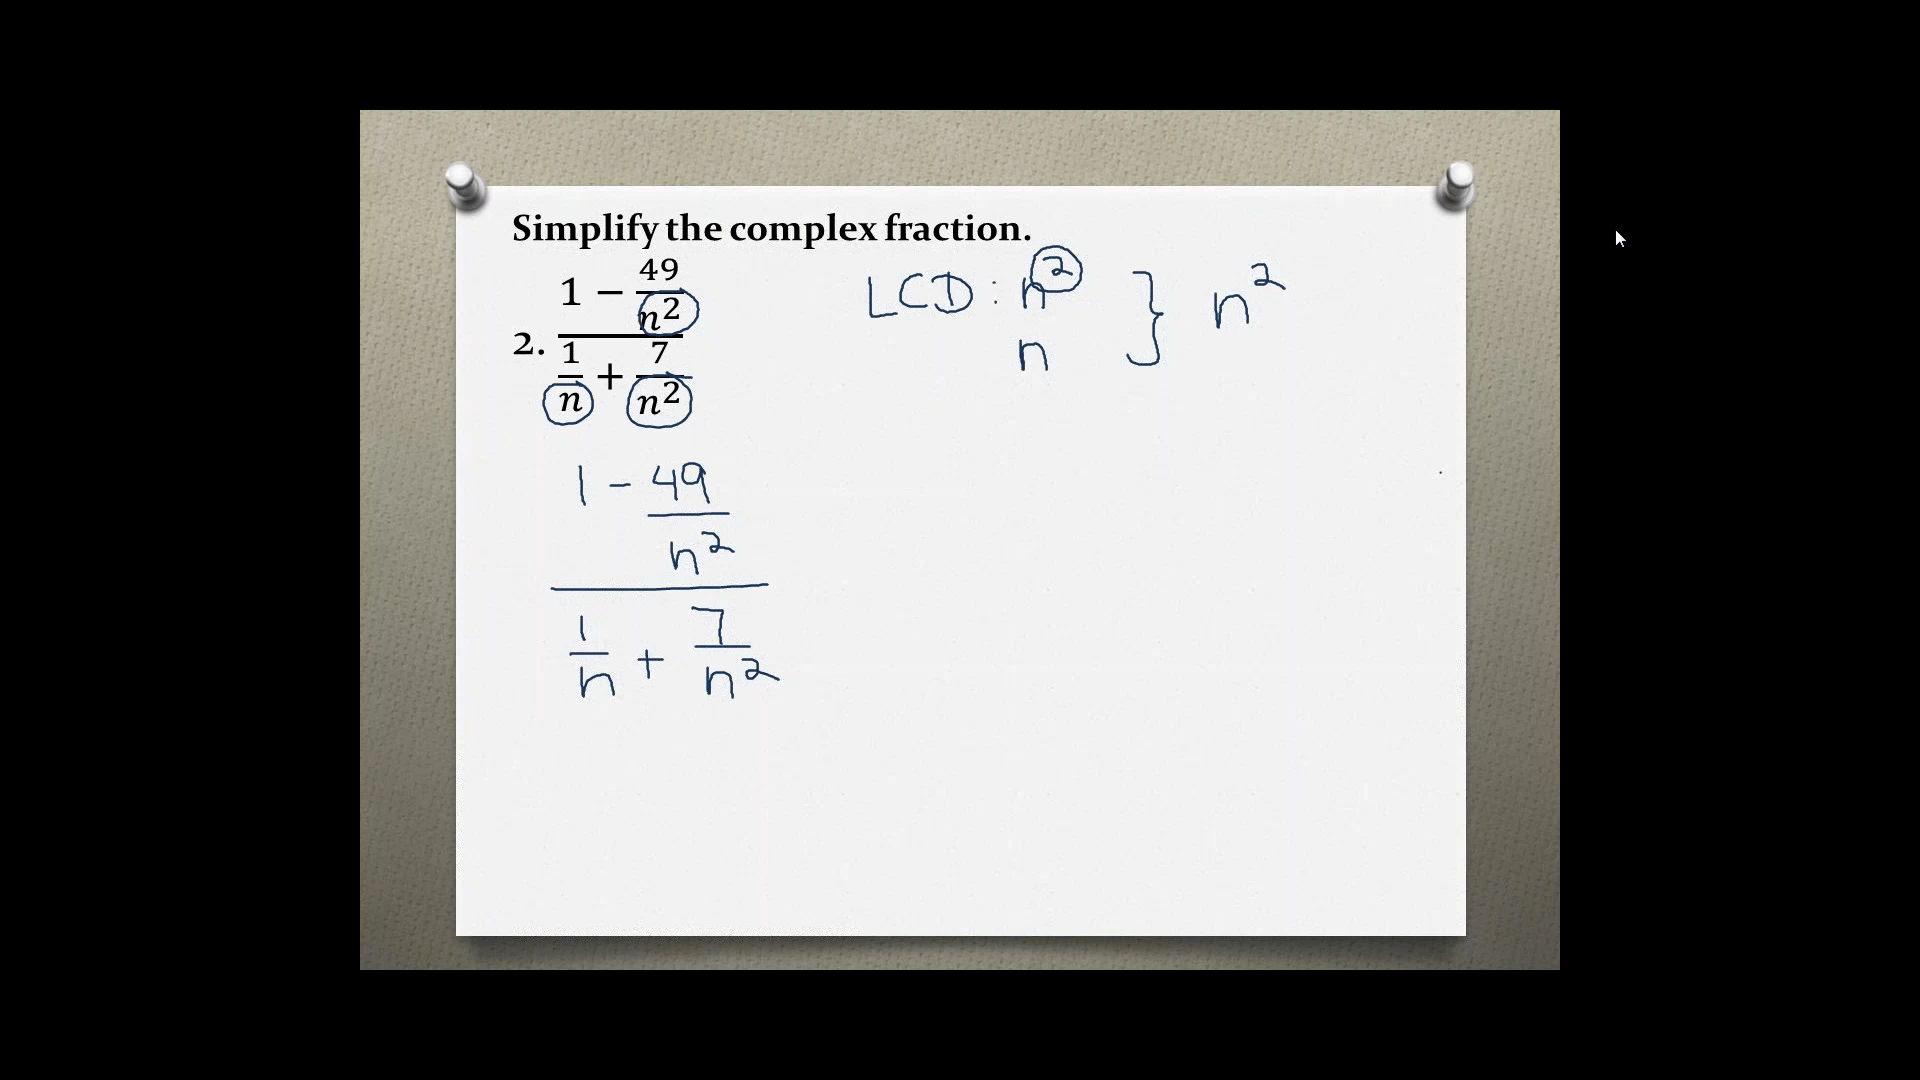 Simplify the complex fraction.
1 − 49
n²
2.
1 + 7
n n²
LCD : n² } n²
n
1 - 49
n²
1 + 7
n n²